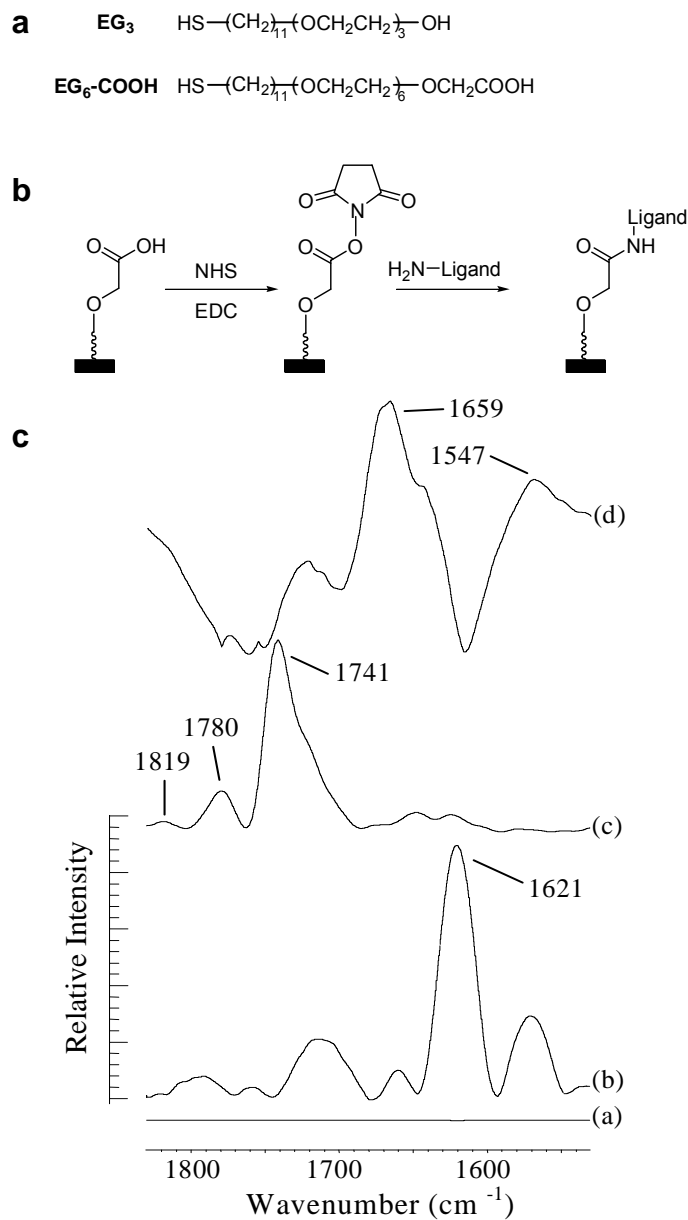 a
EG3 HS—(CH2)11(OCH2CH2)3—OH
EG6-COOH HS—(CH2)11(OCH2CH2)6—OCH2COOH
b
O OH
O
NHS
EDC
O N O
O O
O
H2N—Ligand
Ligand
O NH
O
c
1659
1547
(d)
1741
1780
1819
(c)
1621
(b)
(a)
Relative Intensity
1800 1700 1600
Wavenumber (cm -1)